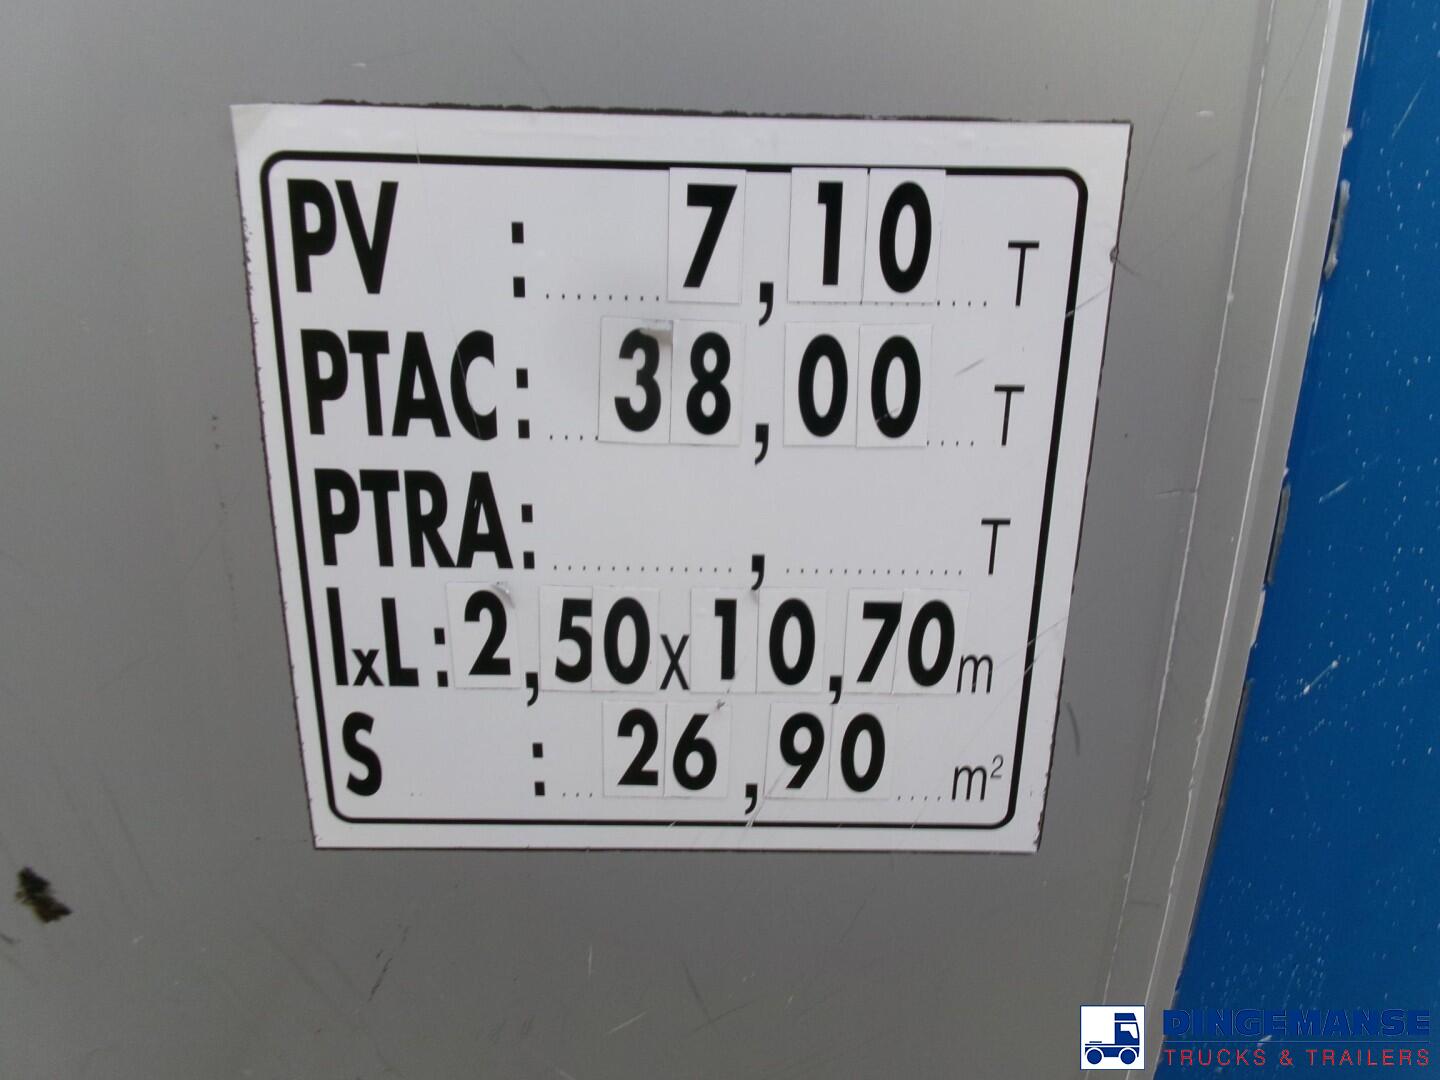 PV : 7,10 T
PTAC : 38,00 T
PTRA : , T
lxL : 2,50 x 10,70 m
S : 26,90 m²
DINGEMANSE
TRUCKS & TRAILERS